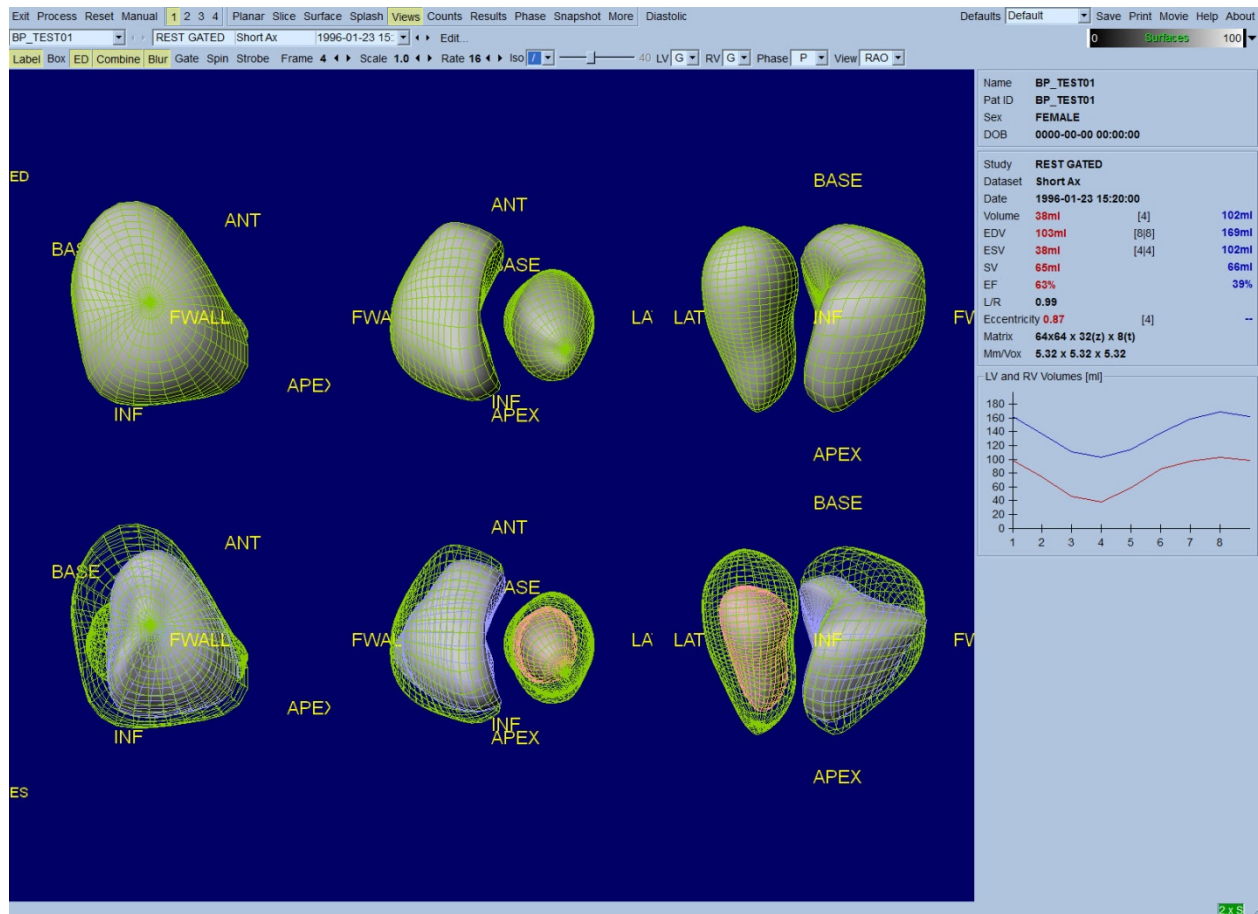 Exit Process Reset Manual 1 2 3 4 Planar Slice Surface Splash Views Counts Results Phase Snapshot More Diastolic Defaults Default Save Print Movie Help About
BP_TEST01 REST GATED Short Ax 1996-01-23 15: Edit... 0 Surfaces 100
Label Box ED Combine Blur Gate Spin Strobe Frame 4 Scale 1.0 Rate 16 Iso / 40 LV G RV G Phase P View RAO
Name BP_TEST01
Pat ID BP_TEST01
Sex FEMALE
DOB 0000-00-00 00:00:00
Study REST GATED
Dataset Short Ax
Date 1996-01-23 15:20:00
Volume 38ml [4] 102ml
EDV 103ml [8|8] 169ml
ESV 38ml [4|4] 102ml
SV 65ml 66ml
EF 63% 39%
L/R 0.99
Eccentricity 0.87 [4] --
Matrix 64x64 x 32(z) x 8(t)
Mm/Vox 5.32 x 5.32 x 5.32
LV and RV Volumes [ml]
180
160
140
120
100
80
60
40
20
0
1 2 3 4 5 6 7 8
ED
BASE
ANT ANT
BAS BASE
FWALL FWA LA LAT INF FW
APEX
INF INF
APEX
APEX
BASE
ANT ANT
BASE BASE
FWALL FWAL LA LAT INF FW
APEX
INF INF
APEX
APEX
ES
2 x S